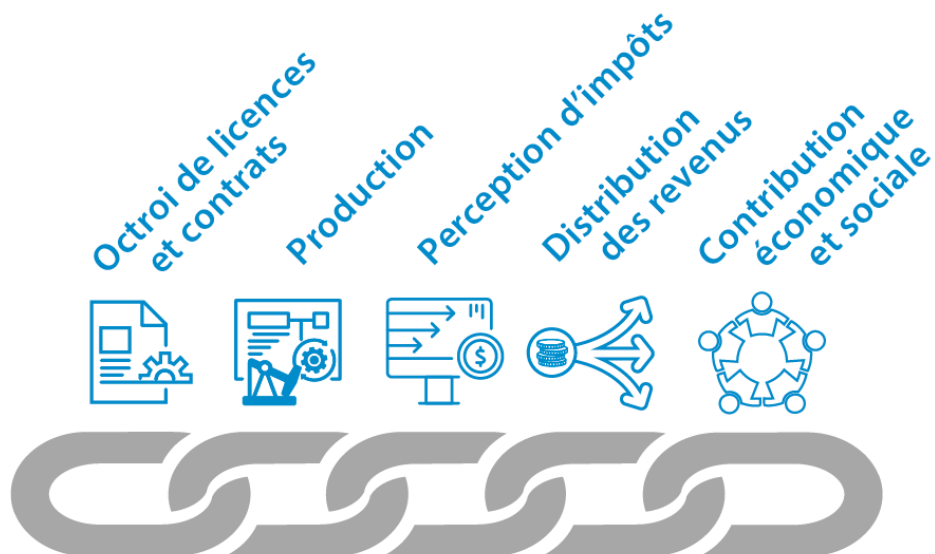 Octroi de licences
et contrats
Production
Perception d'impôts
Distribution
des revenus
Contribution
économique
et sociale
$